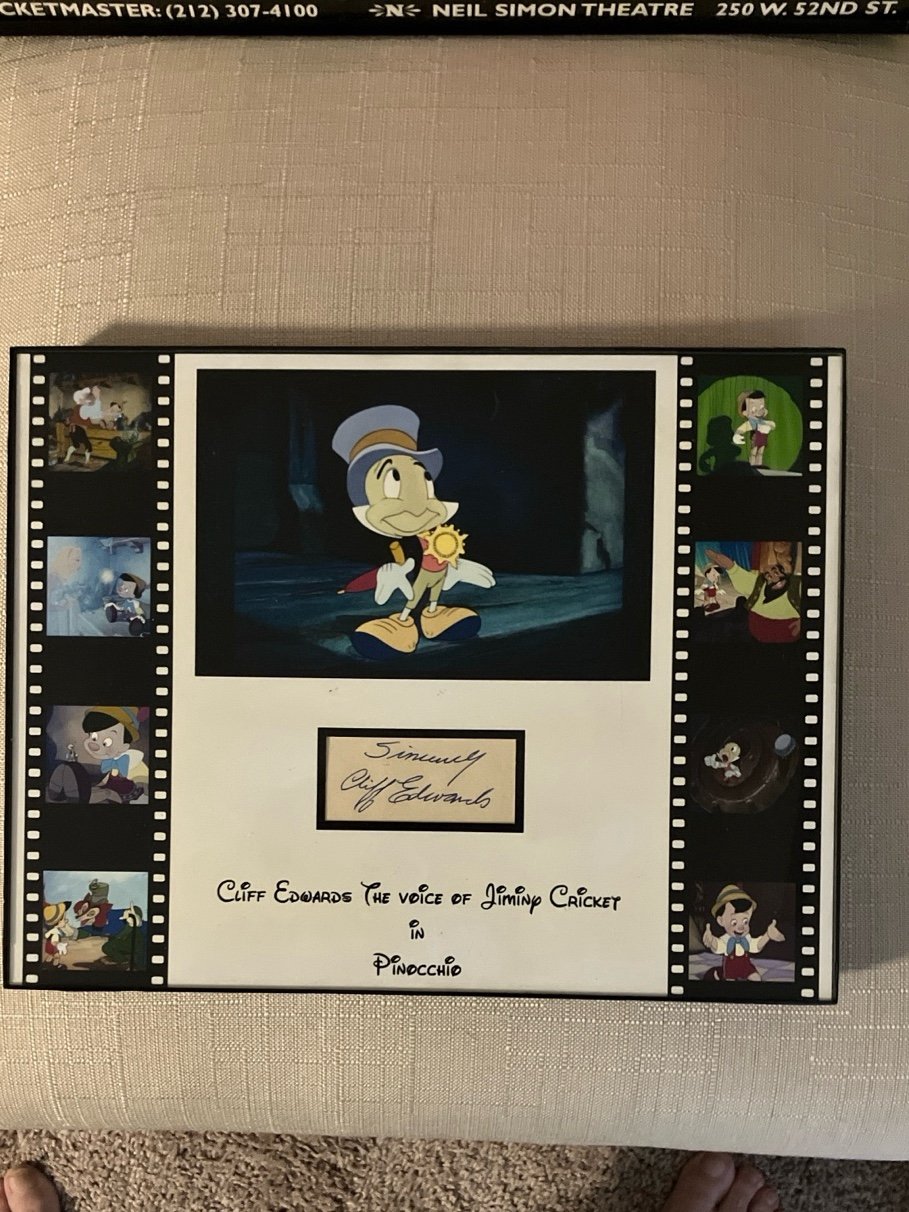 CKETMASTER: (212) 307-4100 N NEIL SIMON THEATRE 250 W. 52ND ST.
Sincerely
Cliff Edwards
Cliff Edwards The voice of Jiminy Cricket
in
Pinocchio